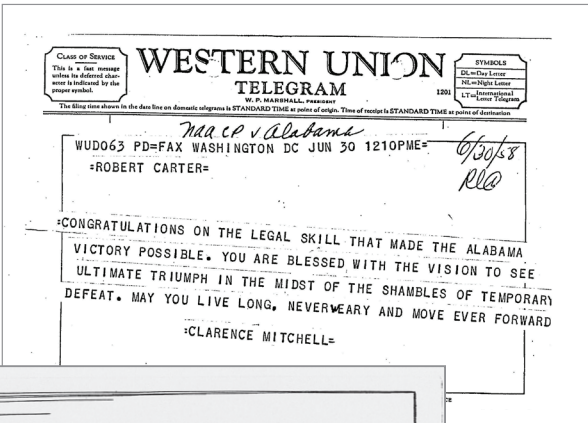 CLASS OF SERVICE
This is a fast message
unless its deferred char-
acter is indicated by the
proper symbol.
WESTERN UNION
TELEGRAM
W. P. MARSHALL, PRESIDENT
1201
SYMBOLS
DL=Day Letter
NL=Night Letter
LT=International Letter Telegram
The filing time shown in the date line on domestic telegrams is STANDARD TIME at point of origin. Time of receipt is STANDARD TIME at point of destination
NAACP v Alabama
6/30/58
WUD063 PD=FAX WASHINGTON DC JUN 30 1210PME=
=ROBERT CARTER=
:CONGRATULATIONS ON THE LEGAL SKILL THAT MADE THE ALABAMA
VICTORY POSSIBLE. YOU ARE BLESSED WITH THE VISION TO SEE
ULTIMATE TRIUMPH IN THE MIDST OF THE SHAMBLES OF TEMPORARY
DEFEAT. MAY YOU LIVE LONG, NEVERWEARY AND MOVE EVER FORWARD
:CLARENCE MITCHELL=